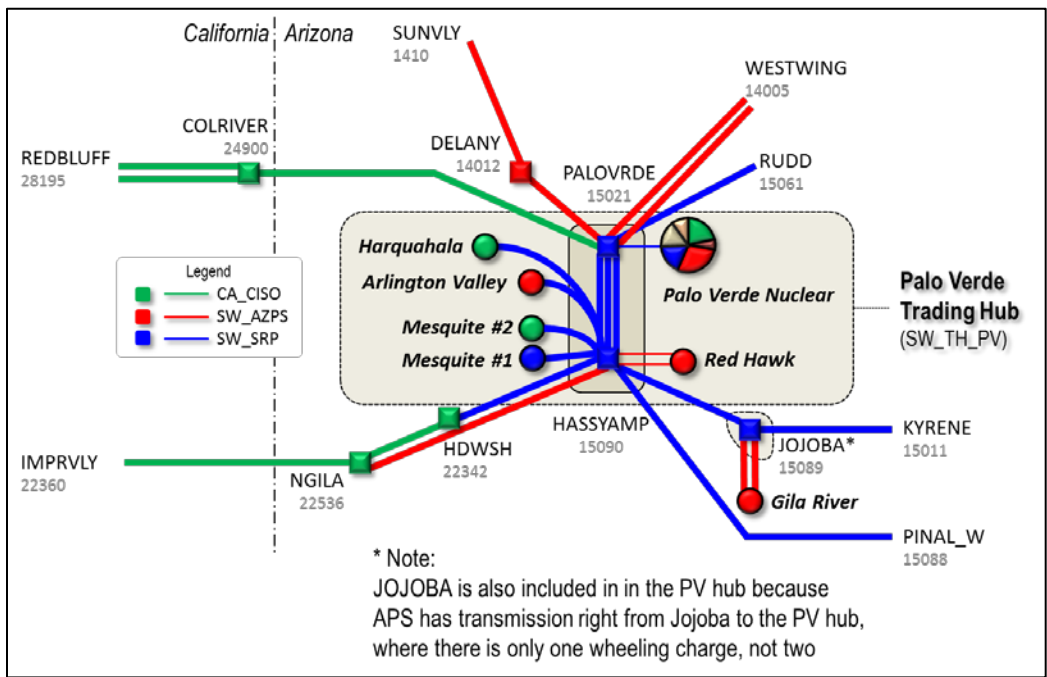 California
Arizona
SUNVLY
1410
WESTWING
14005
COLRIVER
24900
DELANY
14012
PALOVRDE
15021
RUDD
15061
REDBLUFF
28195
Harquahala
Arlington Valley
Mesquite #2
Mesquite #1
Palo Verde Nuclear
Red Hawk
Legend
CA_CISO
SW_AZPS
SW_SRP
Palo Verde
Trading Hub
(SW_TH_PV)
HASSYAMP
15090
HDWSH
22342
NGILA
22536
IMPRVLY
22360
JOJOBA*
15089
KYRENE
15011
Gila River
PINAL_W
15088
* Note:
JOJOBA is also included in in the PV hub because
APS has transmission right from Jojoba to the PV hub,
where there is only one wheeling charge, not two